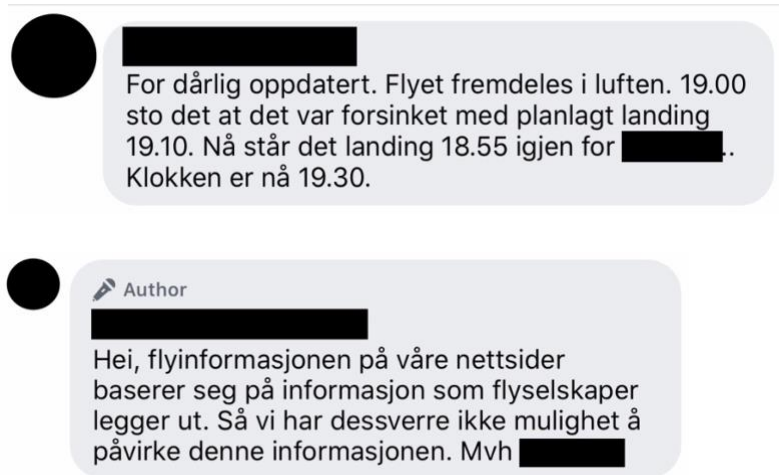 For dårlig oppdatert. Flyet fremdeles i luften. 19.00
sto det at det var forsinket med planlagt landing
19.10. Nå står det landing 18.55 igjen for ..
Klokken er nå 19.30.
Author
Hei, flyinformasjonen på våre nettsider
baserer seg på informasjon som flyselskaper
legger ut. Så vi har dessverre ikke mulighet å
påvirke denne informasjonen. Mvh